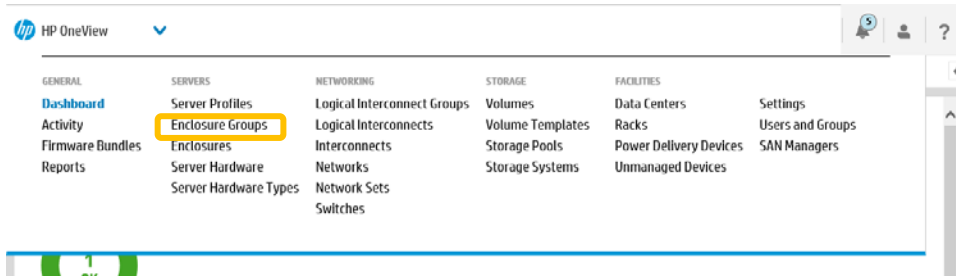 hp HP OneView
5
?
GENERAL
Dashboard
Activity
Firmware Bundles
Reports
SERVERS
Server Profiles
Enclosure Groups
Enclosures
Server Hardware
Server Hardware Types
NETWORKING
Logical Interconnect Groups
Logical Interconnects
Interconnects
Networks
Network Sets
Switches
STORAGE
Volumes
Volume Templates
Storage Pools
Storage Systems
FACILITIES
Data Centers
Racks
Power Delivery Devices
Unmanaged Devices
Settings
Users and Groups
SAN Managers
1